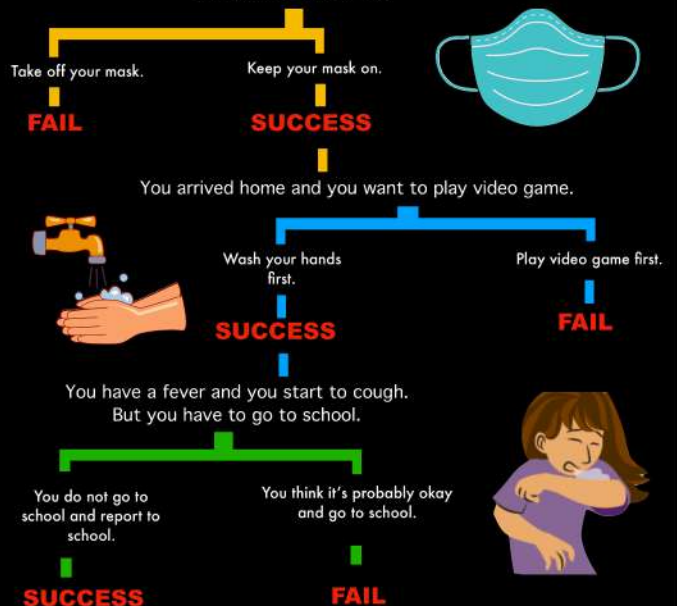 Take off your mask.
Keep your mask on.
FAIL
SUCCESS
You arrived home and you want to play video game.
Wash your hands
first.
Play video game first.
SUCCESS
FAIL
You have a fever and you start to cough.
But you have to go to school.
You do not go to
school and report to
school.
You think it's probably okay
and go to school.
SUCCESS
FAIL